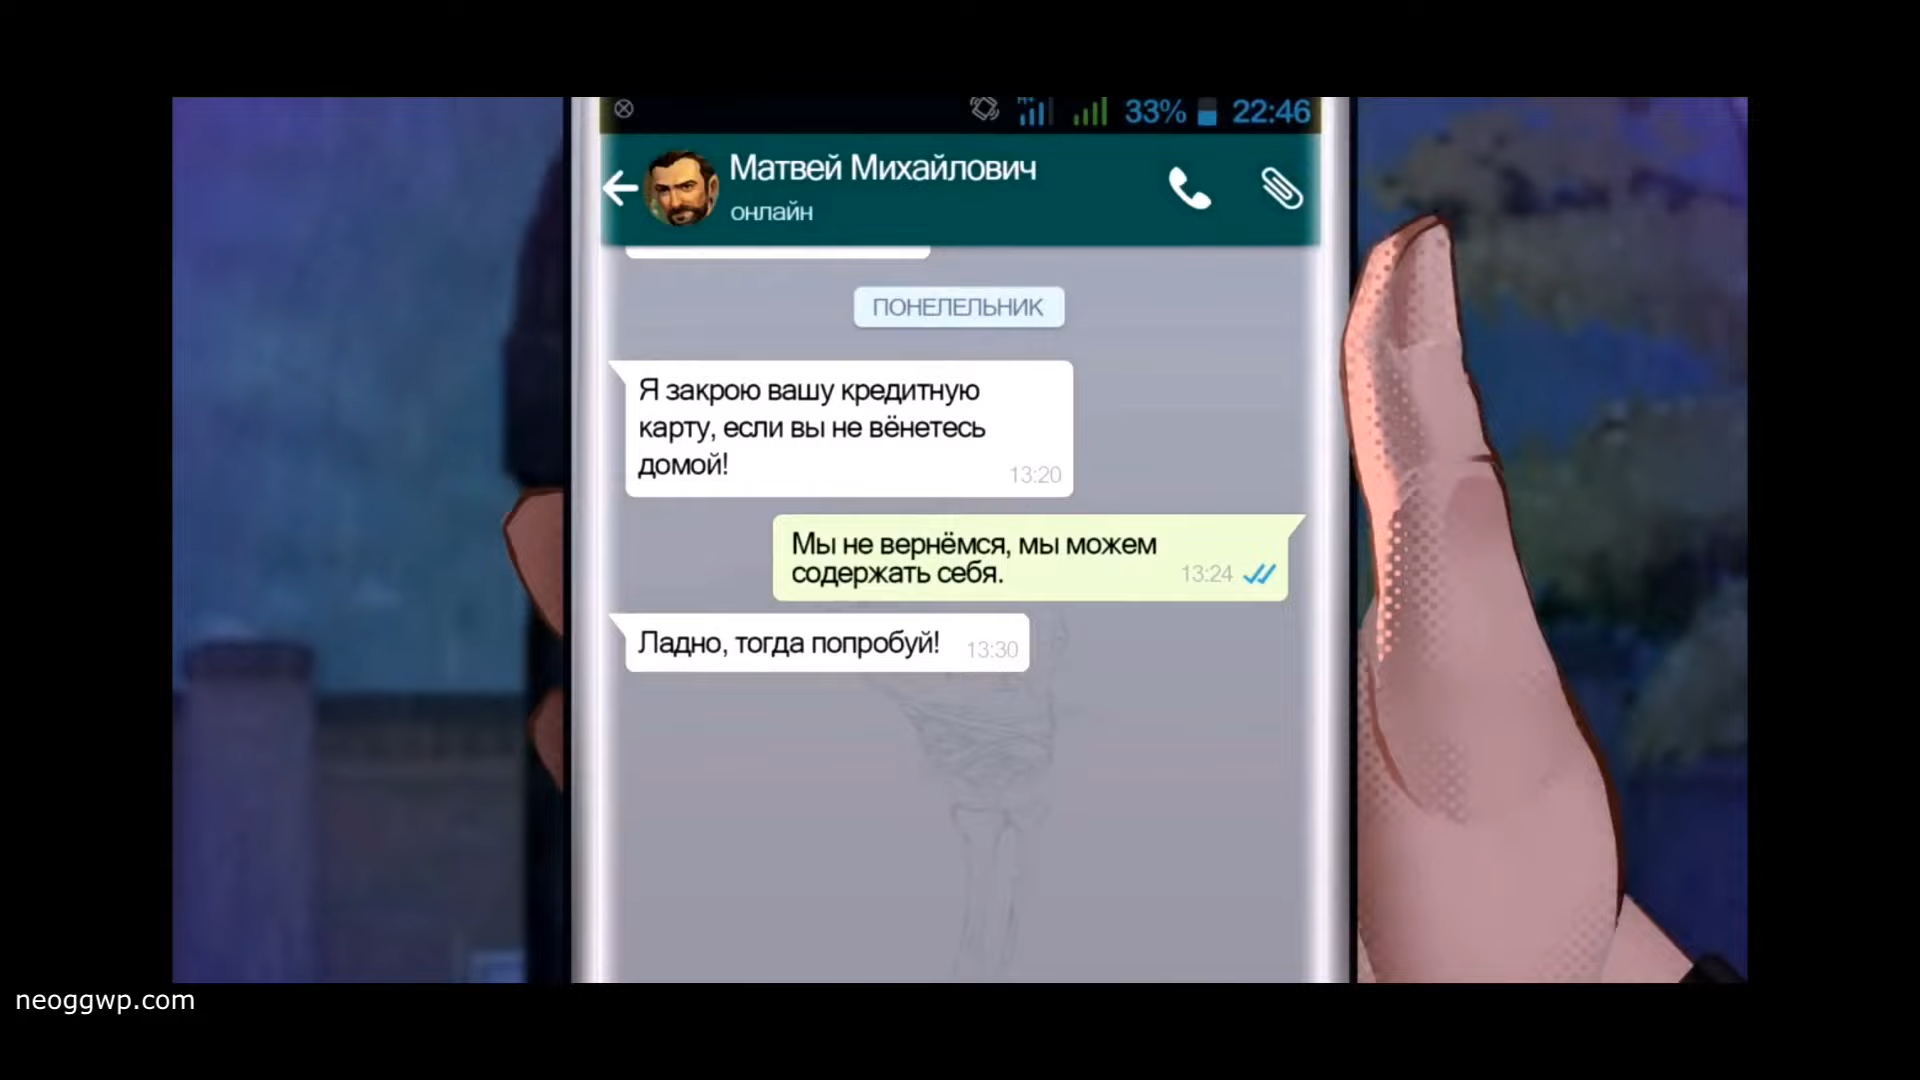 33% 22:46
Матвей Михайлович
онлайн
ПОНЕЛЕЛЬНИК
Я закрою вашу кредитную
карту, если вы не вёнетесь
домой!
13:20
Мы не вернёмся, мы можем
содержать себя.
13:24
Ладно, тогда попробуй!
13:30
neoggwp.com